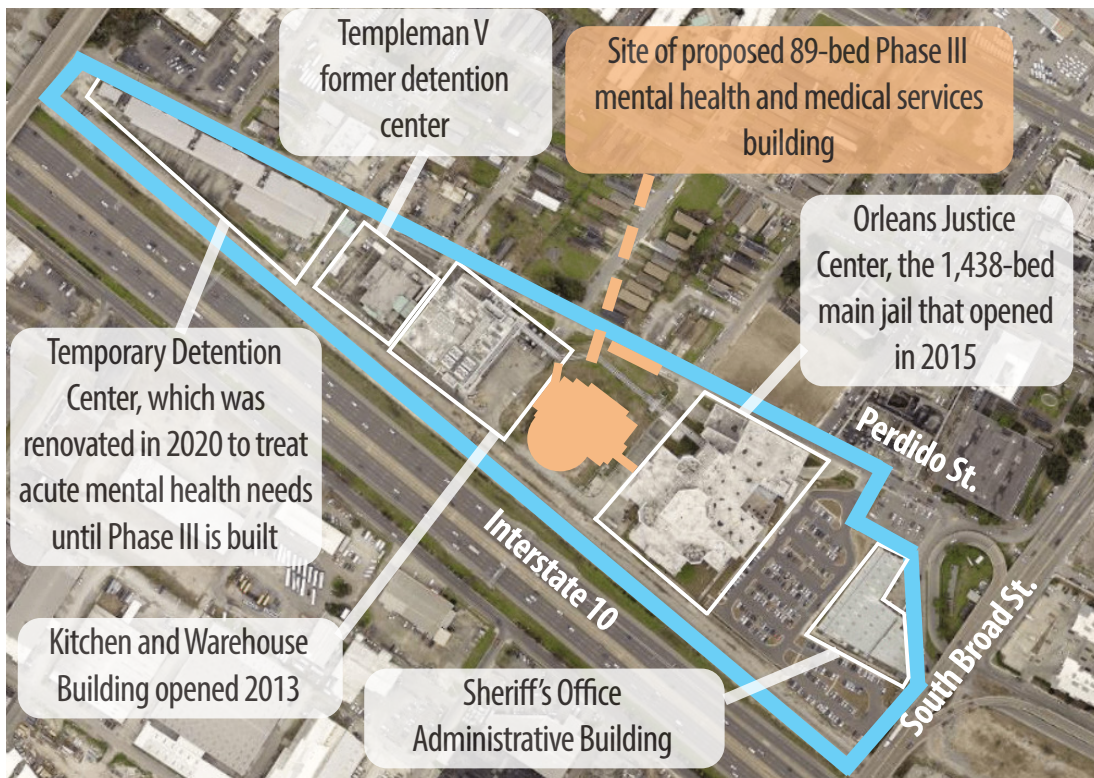 Templeman V
former detention
center
Site of proposed 89-bed Phase III
mental health and medical services
building
Orleans Justice
Center, the 1,438-bed
main jail that opened
in 2015
Temporary Detention
Center, which was
renovated in 2020 to treat
acute mental health needs
until Phase III is built
Perdido St.
Interstate 10
South Broad St.
Kitchen and Warehouse
Building opened 2013
Sheriff’s Office
Administrative Building